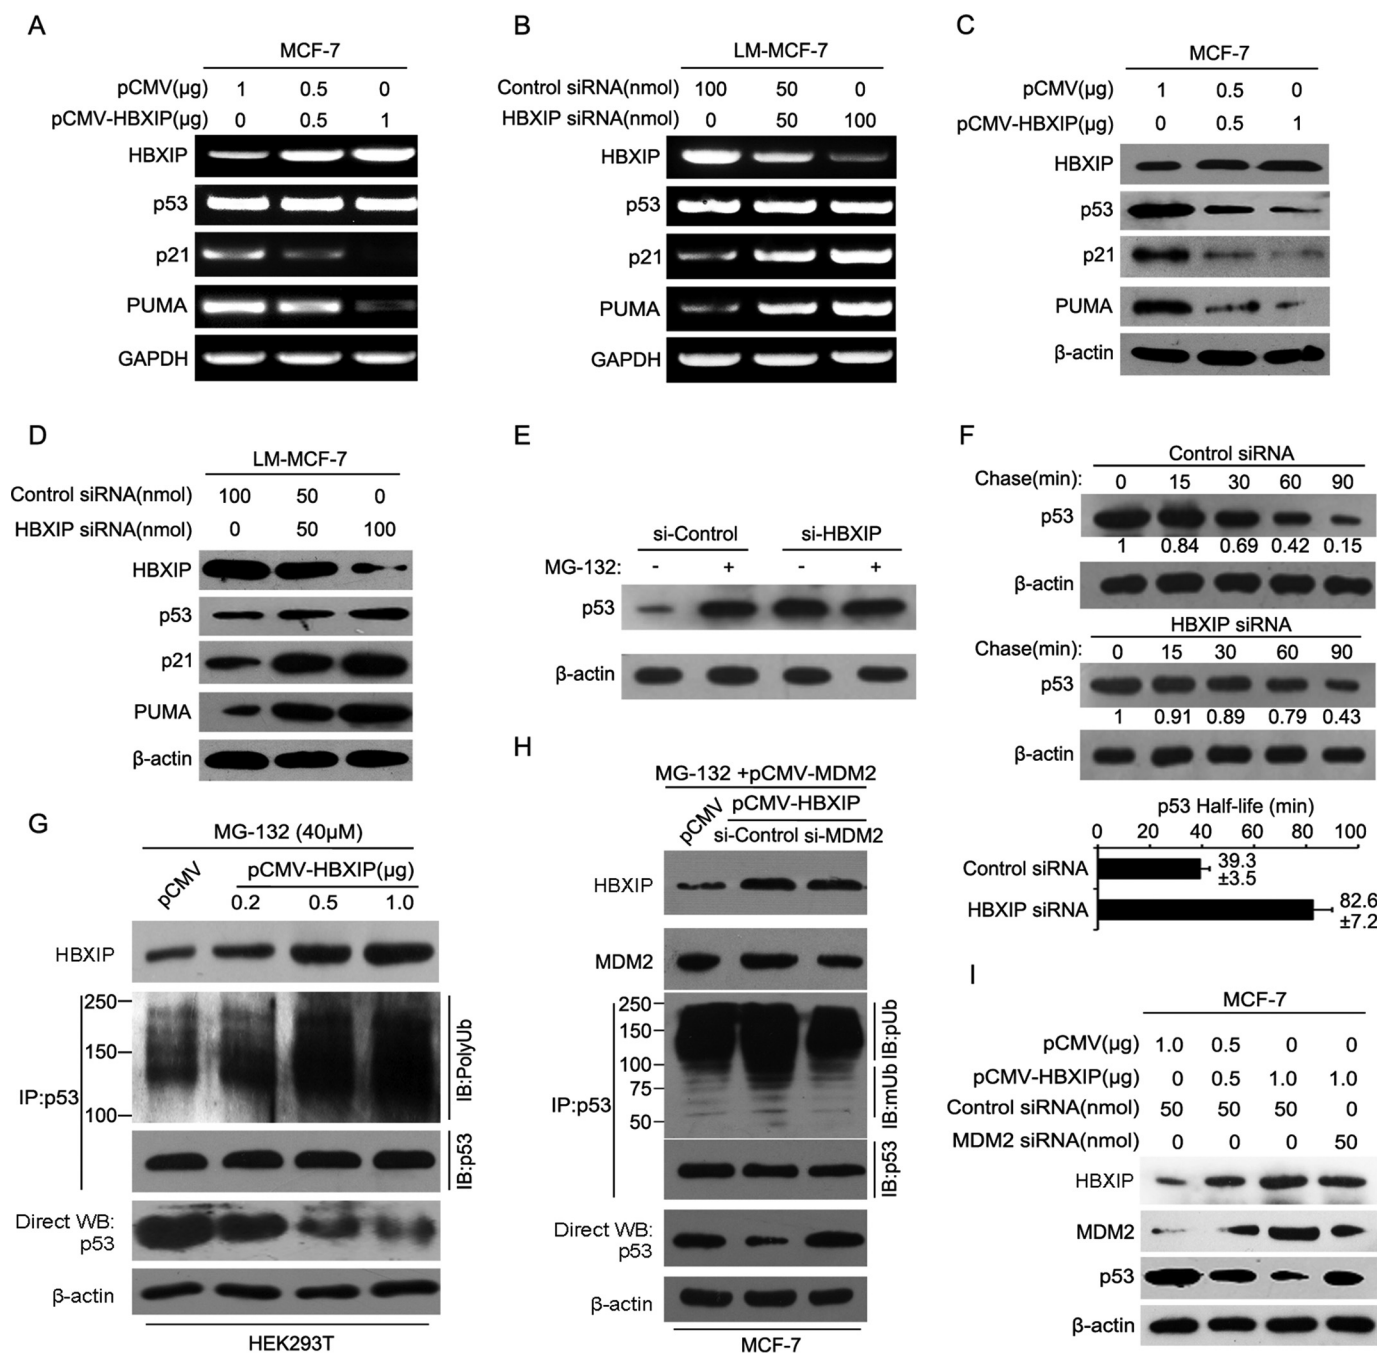 A
MCF-7
pCMV(μg) 1 0.5 0
pCMV-HBXIP(μg) 0 0.5 1
HBXIP
p53
p21
PUMA
GAPDH
B
LM-MCF-7
Control siRNA(nmol) 100 50 0
HBXIP siRNA(nmol) 0 50 100
HBXIP
p53
p21
PUMA
GAPDH
C
MCF-7
pCMV(μg) 1 0.5 0
pCMV-HBXIP(μg) 0 0.5 1
HBXIP
p53
p21
PUMA
β-actin
D
LM-MCF-7
Control siRNA(nmol) 100 50 0
HBXIP siRNA(nmol) 0 50 100
HBXIP
p53
p21
PUMA
β-actin
E
si-Control si-HBXIP
MG-132: - + - +
p53
β-actin
F
Control siRNA
Chase(min): 0 15 30 60 90
p53
1 0.84 0.69 0.42 0.15
β-actin
HBXIP siRNA
Chase(min): 0 15 30 60 90
p53
1 0.91 0.89 0.79 0.43
β-actin
p53 Half-life (min)
0 20 40 60 80 100
Control siRNA 39.3
±3.5
HBXIP siRNA 82.6
±7.2
G
MG-132 (40μM)
pCMV pCMV-HBXIP(μg)
0.2 0.5 1.0
HBXIP
250
150
100
IP:p53
IB:PolyUb
IB:p53
Direct WB:
p53
β-actin
HEK293T
H
MG-132 +pCMV-MDM2
pCMV pCMV-HBXIP
si-Control si-MDM2
HBXIP
MDM2
250
150
100
75
50
IP:p53
IB:pUb
IB:mUb
IB:p53
Direct WB:
p53
β-actin
MCF-7
I
MCF-7
pCMV(μg) 1.0 0.5 0 0
pCMV-HBXIP(μg) 0 0.5 1.0 1.0
Control siRNA(nmol) 50 50 50 0
MDM2 siRNA(nmol) 0 0 0 50
HBXIP
MDM2
p53
β-actin